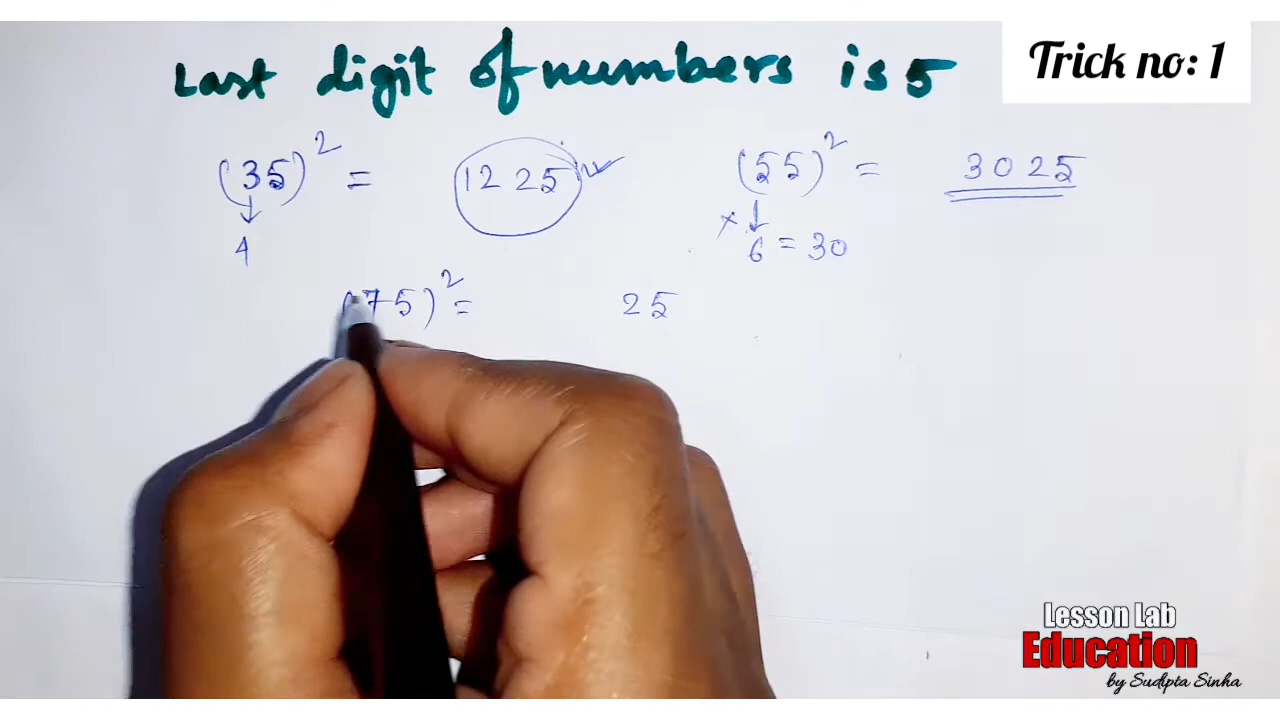 Trick no: 1
Last digit of numbers is 5
(35)² = 1225
(55)² = 3025
4
× 6 = 30
75)² = 25
Lesson Lab
Education
by Sudipta Sinha